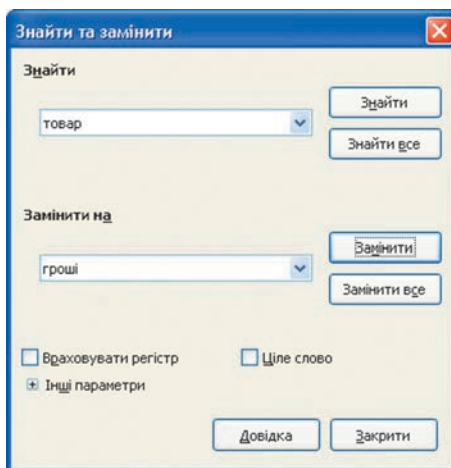 Знайти та замінити
Знайти
товар
Знайти
Знайти все
Замінити на
гроші
Замінити
Замінити все
Враховувати регістр
Ціле слово
Інші параметри
Довідка
Закрити